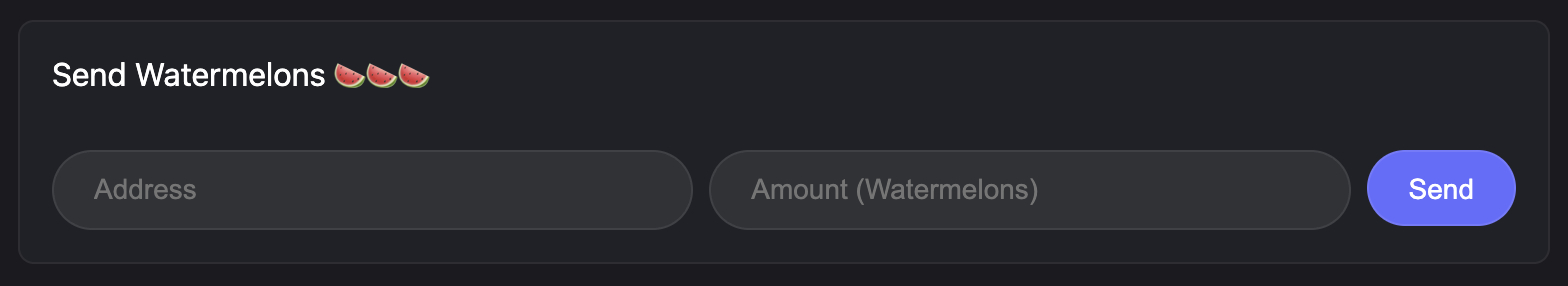 Send Watermelons 🍉🍉🍉
Address
Amount (Watermelons)
Send